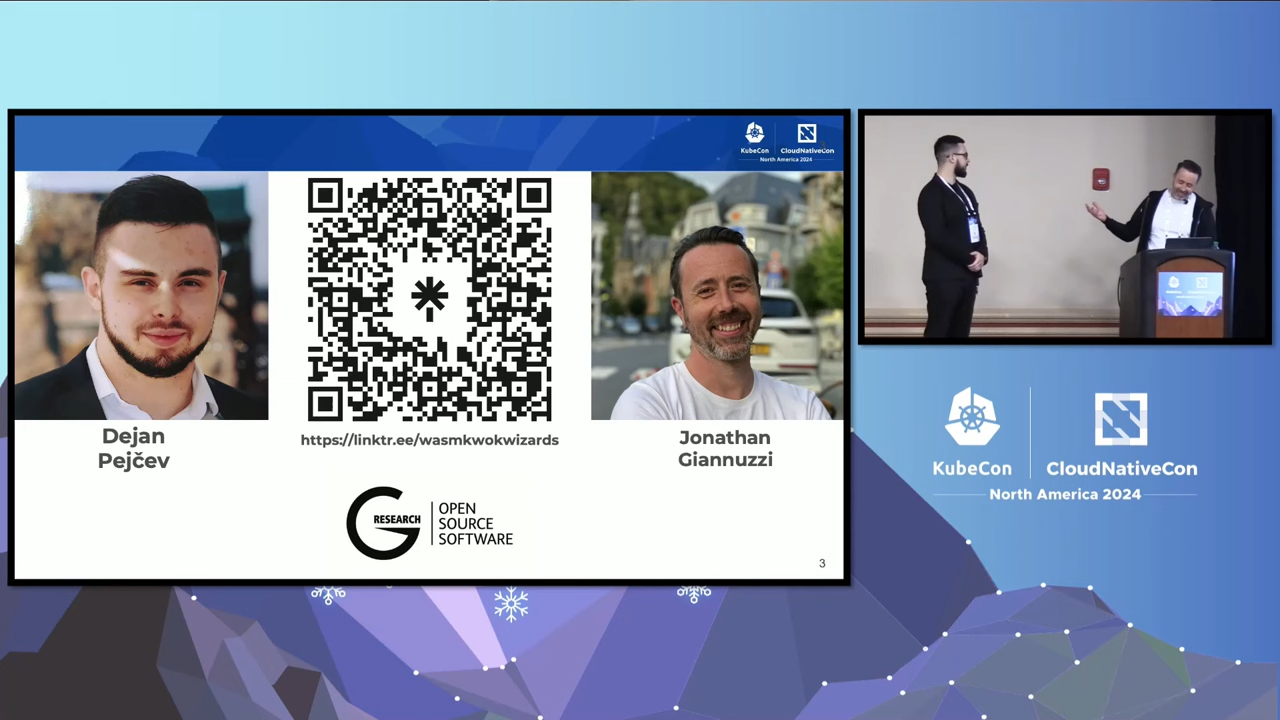 KubeCon
CloudNativeCon
North America 2024
Dejan
Pejčev
https://linktr.ee/wasmkwokwizards
Jonathan
Giannuzzi
G
RESEARCH
OPEN
SOURCE
SOFTWARE
3
KubeCon
CloudNativeCon
North America 2024